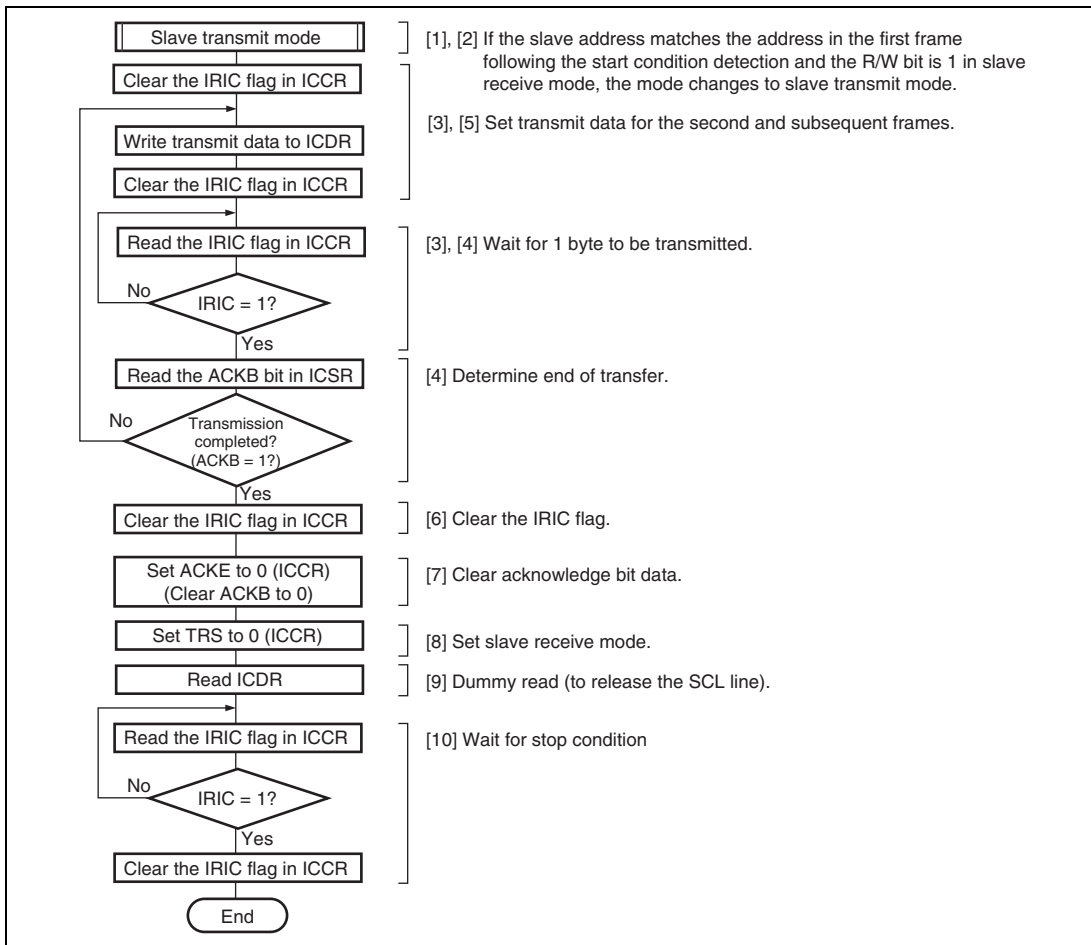 Slave transmit mode
[1], [2] If the slave address matches the address in the first frame
following the start condition detection and the R/W bit is 1 in slave
receive mode, the mode changes to slave transmit mode.
Clear the IRIC flag in ICCR
[3], [5] Set transmit data for the second and subsequent frames.
Write transmit data to ICDR
Clear the IRIC flag in ICCR
Read the IRIC flag in ICCR
[3], [4] Wait for 1 byte to be transmitted.
No
IRIC = 1?
Yes
Read the ACKB bit in ICSR
[4] Determine end of transfer.
No
Transmission
completed?
(ACKB = 1?)
Yes
Clear the IRIC flag in ICCR
[6] Clear the IRIC flag.
Set ACKE to 0 (ICCR)
(Clear ACKB to 0)
[7] Clear acknowledge bit data.
Set TRS to 0 (ICCR)
[8] Set slave receive mode.
Read ICDR
[9] Dummy read (to release the SCL line).
Read the IRIC flag in ICCR
[10] Wait for stop condition
No
IRIC = 1?
Yes
Clear the IRIC flag in ICCR
End